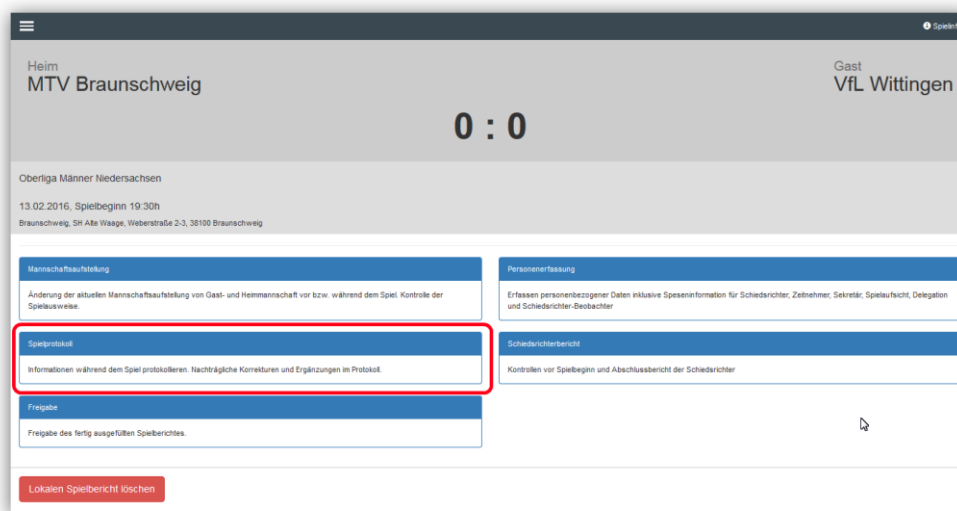 Spielinf
Heim
MTV Braunschweig
Gast
VfL Wittingen
0 : 0
Oberliga Männer Niedersachsen
13.02.2016, Spielbeginn 19:30h
Braunschweig, SH Alte Waage, Weberstraße 2-3, 38100 Braunschweig
Mannschaftsaufstellung
Änderung der aktuellen Mannschaftsaufstellung von Gast- und Heimmannschaft vor bzw. während dem Spiel. Kontrolle der
Spielausweise.
Personenerfassung
Erfassen personenbezogener Daten inklusive Speseninformation für Schiedsrichter, Zeitnehmer, Sekretär, Spielaufsicht, Delegation
und Schiedsrichter-Beobachter
Spielprotokoll
Informationen während dem Spiel protokollieren. Nachträgliche Korrekturen und Ergänzungen im Protokoll.
Schiedsrichterbericht
Kontrollen vor Spielbeginn und Abschlussbericht der Schiedsrichter
Freigabe
Freigabe des fertig ausgefüllten Spielberichtes.
Lokalen Spielbericht löschen